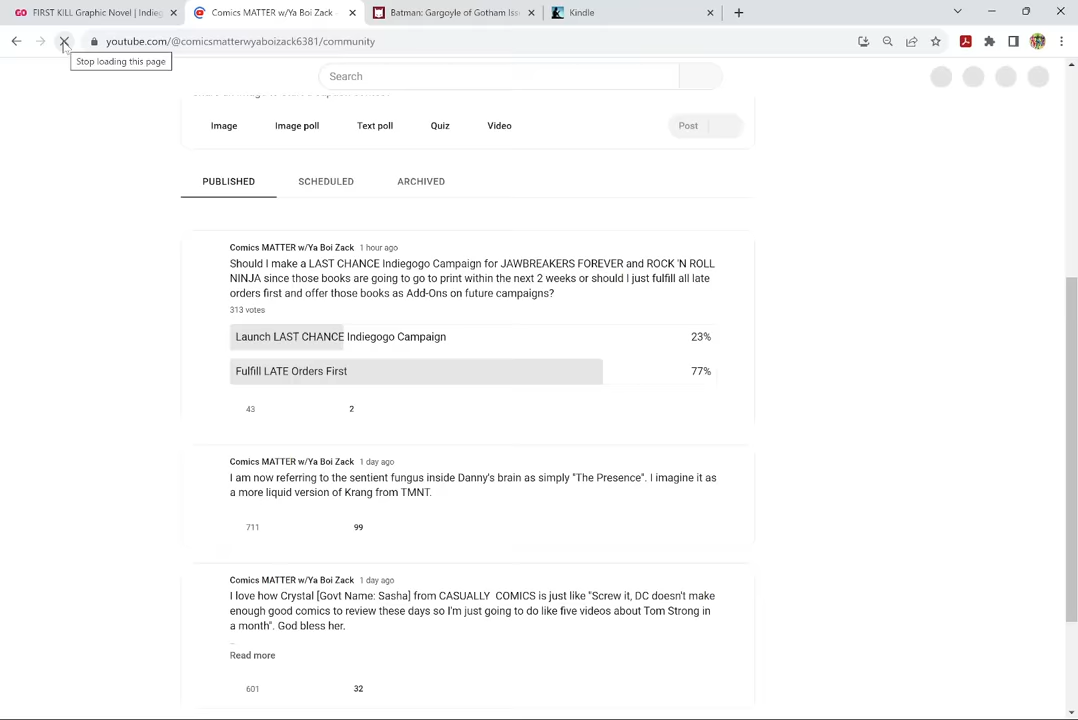 FIRST KILL Graphic Novel | Indieg
Comics MATTER w/Ya Boi Zack -
Batman: Gargoyle of Gotham Iss
Kindle
youtube.com/@comicsmatterwyaboizack6381/community
Stop loading this page
Search
Image
Image poll
Text poll
Quiz
Video
Post
PUBLISHED
SCHEDULED
ARCHIVED
Comics MATTER w/Ya Boi Zack 1 hour ago
Should I make a LAST CHANCE Indiegogo Campaign for JAWBREAKERS FOREVER and ROCK 'N ROLL
NINJA since those books are going to go to print within the next 2 weeks or should I just fulfill all late
orders first and offer those books as Add-Ons on future campaigns?
313 votes
Launch LAST CHANCE Indiegogo Campaign 23%
Fulfill LATE Orders First 77%
43 2
Comics MATTER w/Ya Boi Zack 1 day ago
I am now referring to the sentient fungus inside Danny's brain as simply "The Presence". I imagine it as
a more liquid version of Krang from TMNT.
711 99
Comics MATTER w/Ya Boi Zack 1 day ago
I love how Crystal [Govt Name: Sasha] from CASUALLY COMICS is just like "Screw it, DC doesn't make
enough good comics to review these days so I'm just going to do like five videos about Tom Strong in
a month". God bless her.
...
Read more
601 32